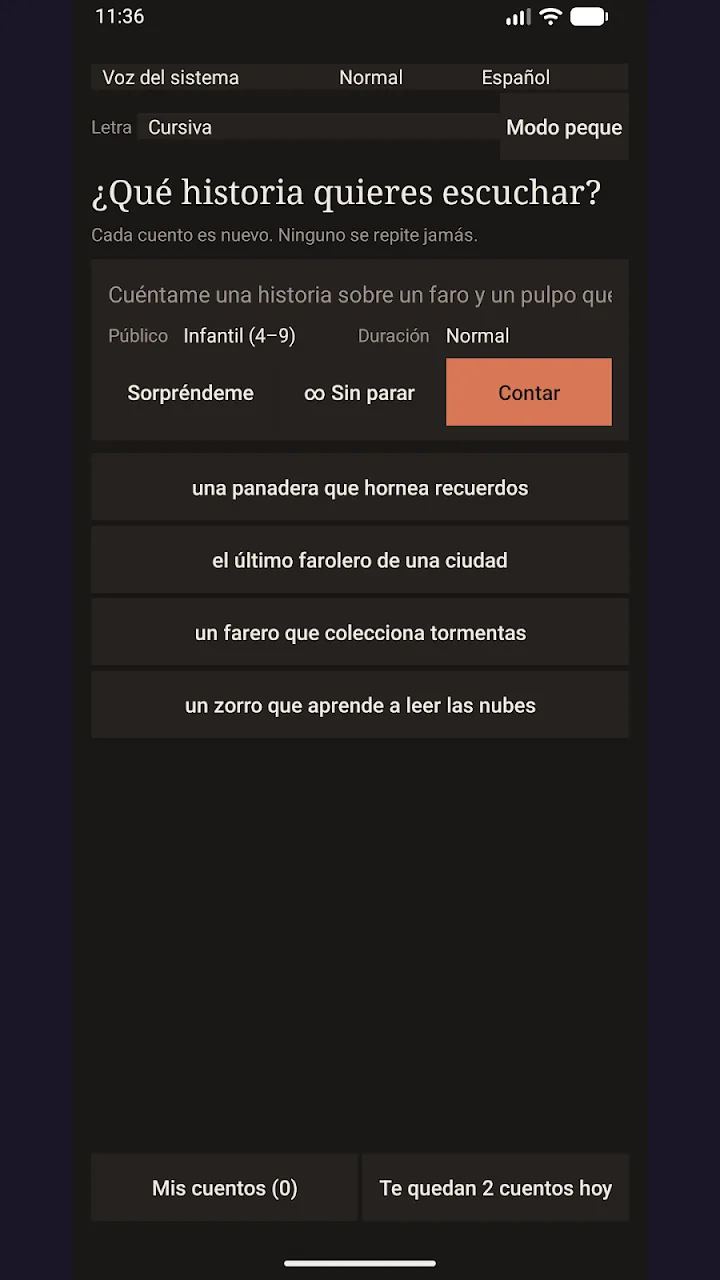 11:36
Voz del sistema Normal Español
Letra Cursiva Modo peque
¿Qué historia quieres escuchar?
Cada cuento es nuevo. Ninguno se repite jamás.
Cuéntame una historia sobre un faro y un pulpo que
Público Infantil (4–9) Duración Normal
Sorpréndeme ∞ Sin parar Contar
una panadera que hornea recuerdos
el último farolero de una ciudad
un farero que colecciona tormentas
un zorro que aprende a leer las nubes
Mis cuentos (0) Te quedan 2 cuentos hoy